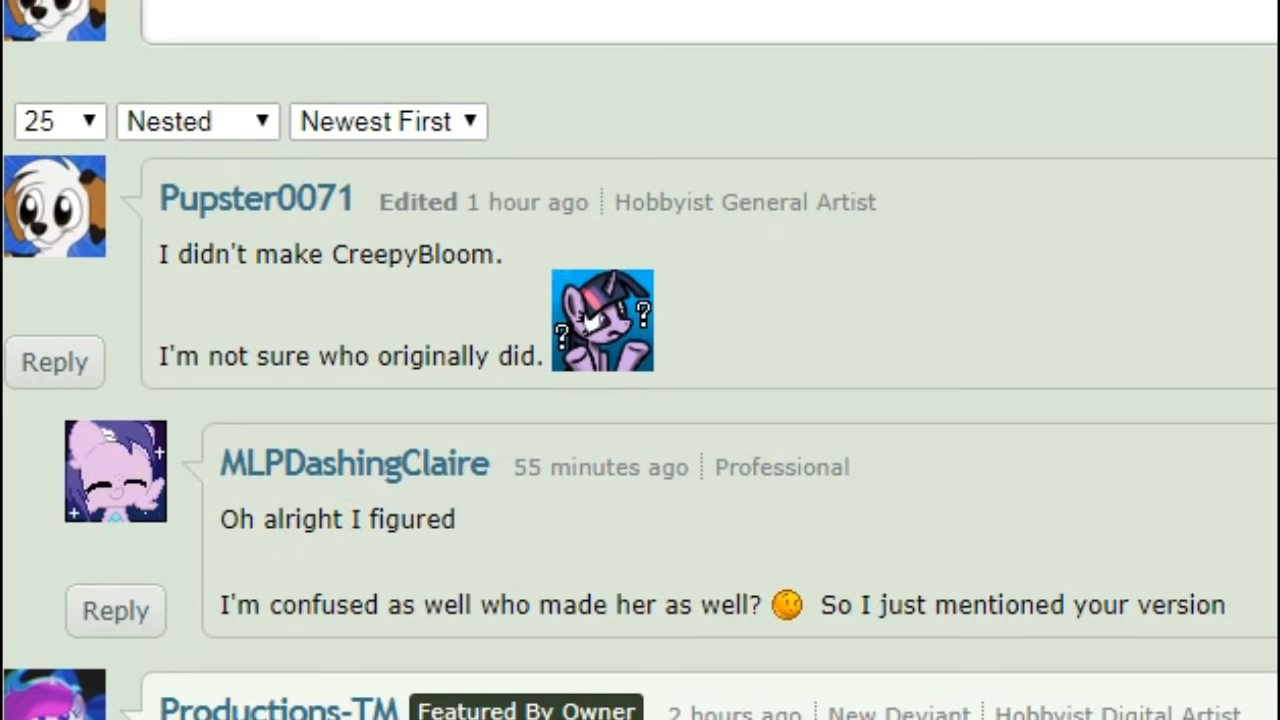 25 Nested Newest First
Pupster0071 Edited 1 hour ago Hobbyist General Artist
I didn't make CreepyBloom.
? ?
I'm not sure who originally did.
Reply
MLPDashingClaire 55 minutes ago Professional
Oh alright I figured
I'm confused as well who made her as well? So I just mentioned your version
Reply
Productions-TM Featured By Owner 2 hours ago New Deviant Hobbyist Digital Artist